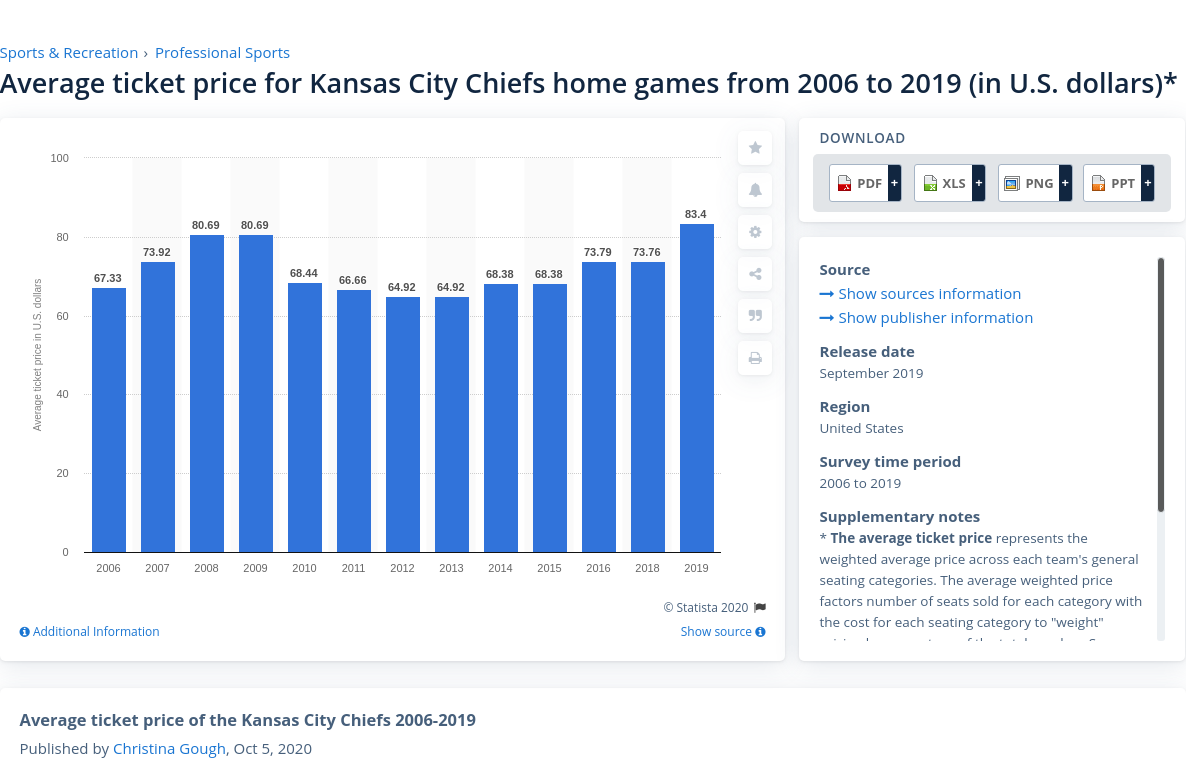 Sports & Recreation › Professional Sports
Average ticket price for Kansas City Chiefs home games from 2006 to 2019 (in U.S. dollars)*
100
80
60
40
20
0
Average ticket price in U.S. dollars
67.33
73.92
80.69
80.69
68.44
66.66
64.92
64.92
68.38
68.38
73.79
73.76
83.4
2006 2007 2008 2009 2010 2011 2012 2013 2014 2015 2016 2018 2019
© Statista 2020
Additional Information
Show source
DOWNLOAD
PDF + XLS + PNG + PPT +
Source
Show sources information
Show publisher information
Release date
September 2019
Region
United States
Survey time period
2006 to 2019
Supplementary notes
* The average ticket price represents the
weighted average price across each team's general
seating categories. The average weighted price
factors number of seats sold for each category with
the cost for each seating category to "weight"
Average ticket price of the Kansas City Chiefs 2006-2019
Published by Christina Gough, Oct 5, 2020